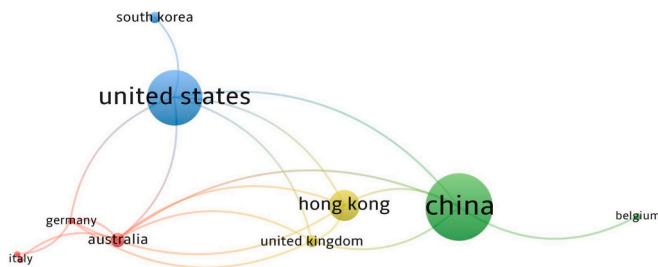 south korea
united states
hong kong
china
germany
australia
united kingdom
belgium
italy